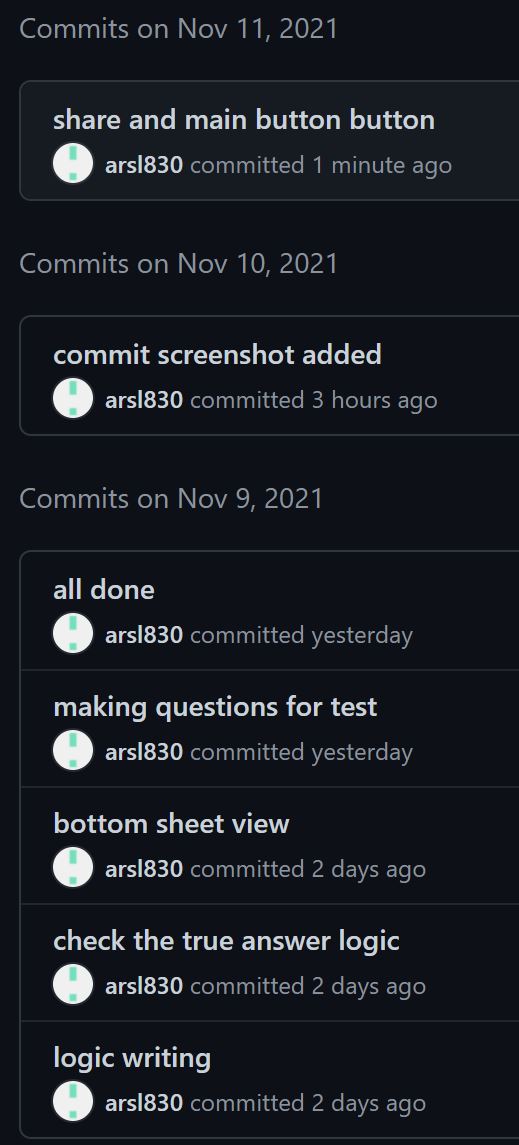 Commits on Nov 11, 2021
share and main button button
arsl830 committed 1 minute ago
Commits on Nov 10, 2021
commit screenshot added
arsl830 committed 3 hours ago
Commits on Nov 9, 2021
all done
arsl830 committed yesterday
making questions for test
arsl830 committed yesterday
bottom sheet view
arsl830 committed 2 days ago
check the true answer logic
arsl830 committed 2 days ago
logic writing
arsl830 committed 2 days ago